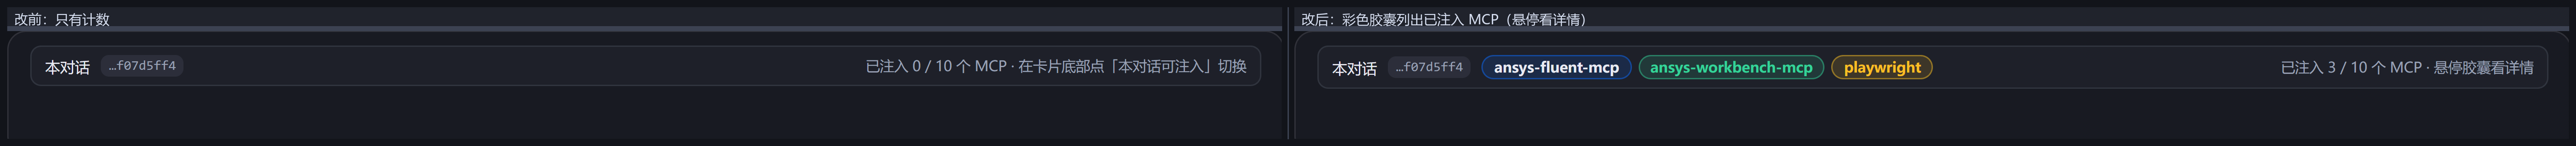 改前：只有计数
本对话 …f07d5ff4 已注入 0 / 10 个 MCP · 在卡片底部点「本对话可注入」切换
改后：彩色胶囊列出已注入 MCP（悬停看详情）
本对话 …f07d5ff4 ansys-fluent-mcp ansys-workbench-mcp playwright 已注入 3 / 10 个 MCP · 悬停胶囊看详情